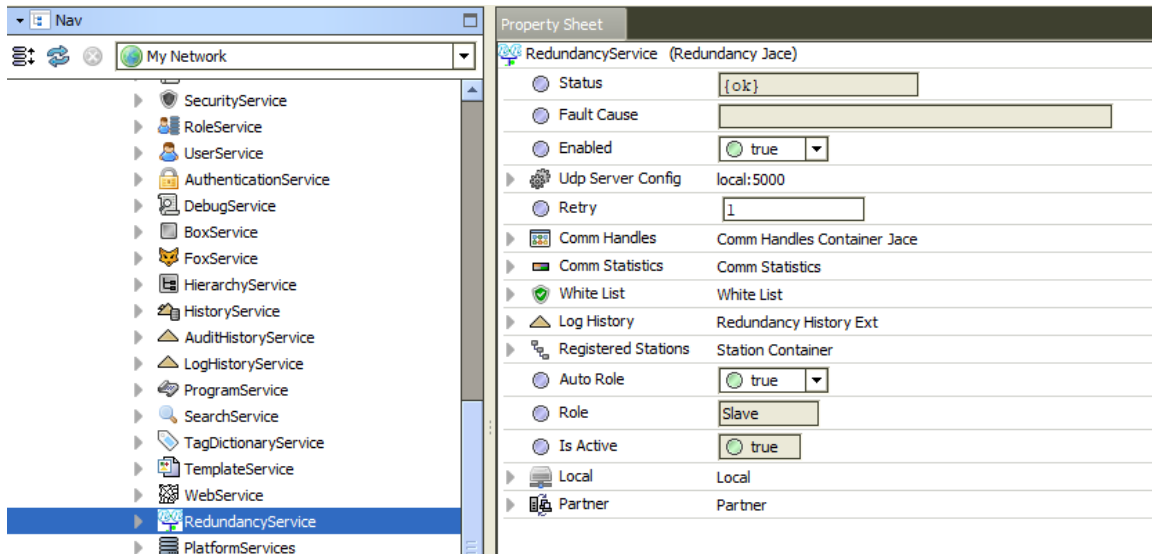 Nav
My Network
SecurityService
RoleService
UserService
AuthenticationService
DebugService
BoxService
FoxService
HierarchyService
HistoryService
AuditHistoryService
LogHistoryService
ProgramService
SearchService
TagDictionaryService
TemplateService
WebService
RedundancyService
PlatformServices
Property Sheet
RedundancyService (Redundancy Jace)
Status {ok}
Fault Cause
Enabled true
Udp Server Config local:5000
Retry 1
Comm Handles Comm Handles Container Jace
Comm Statistics Comm Statistics
White List White List
Log History Redundancy History Ext
Registered Stations Station Container
Auto Role true
Role Slave
Is Active true
Local Local
Partner Partner